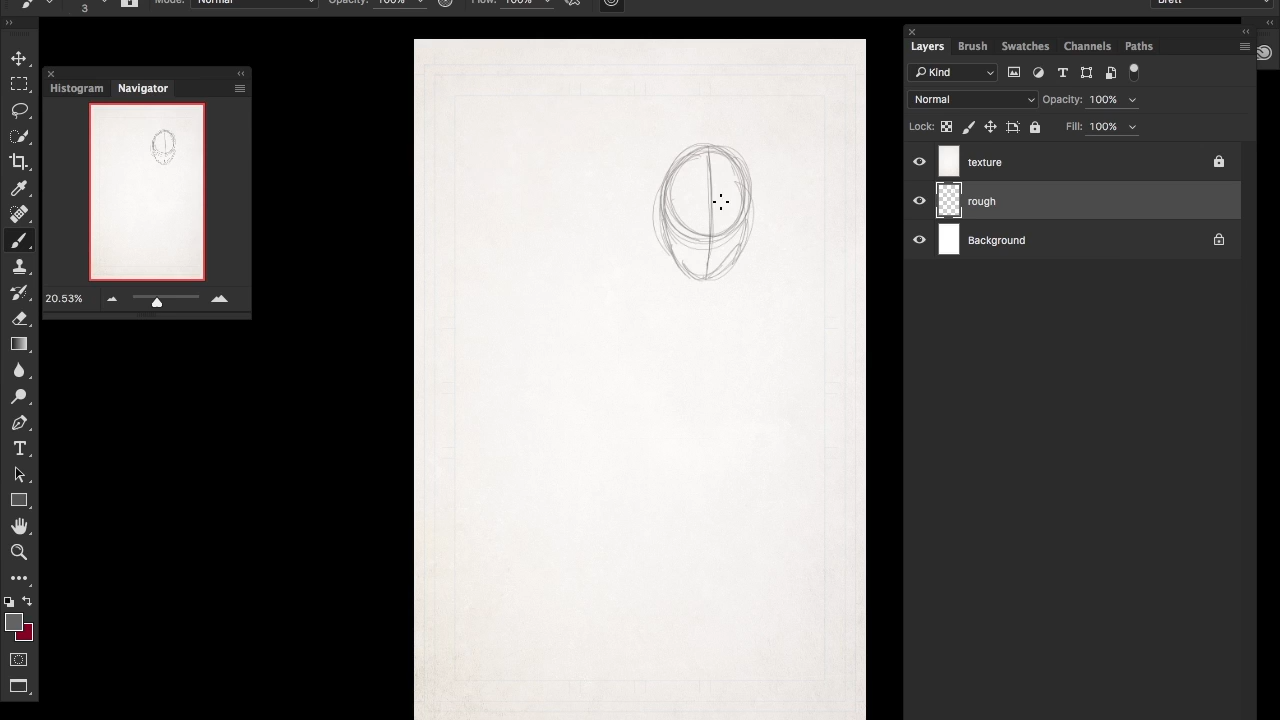 3
Mode: Normal Opacity: 100% Flow: 100% Brett
Histogram Navigator
20.53%
Layers Brush Swatches Channels Paths
Kind
Normal Opacity: 100%
Lock: Fill: 100%
texture
rough
Background